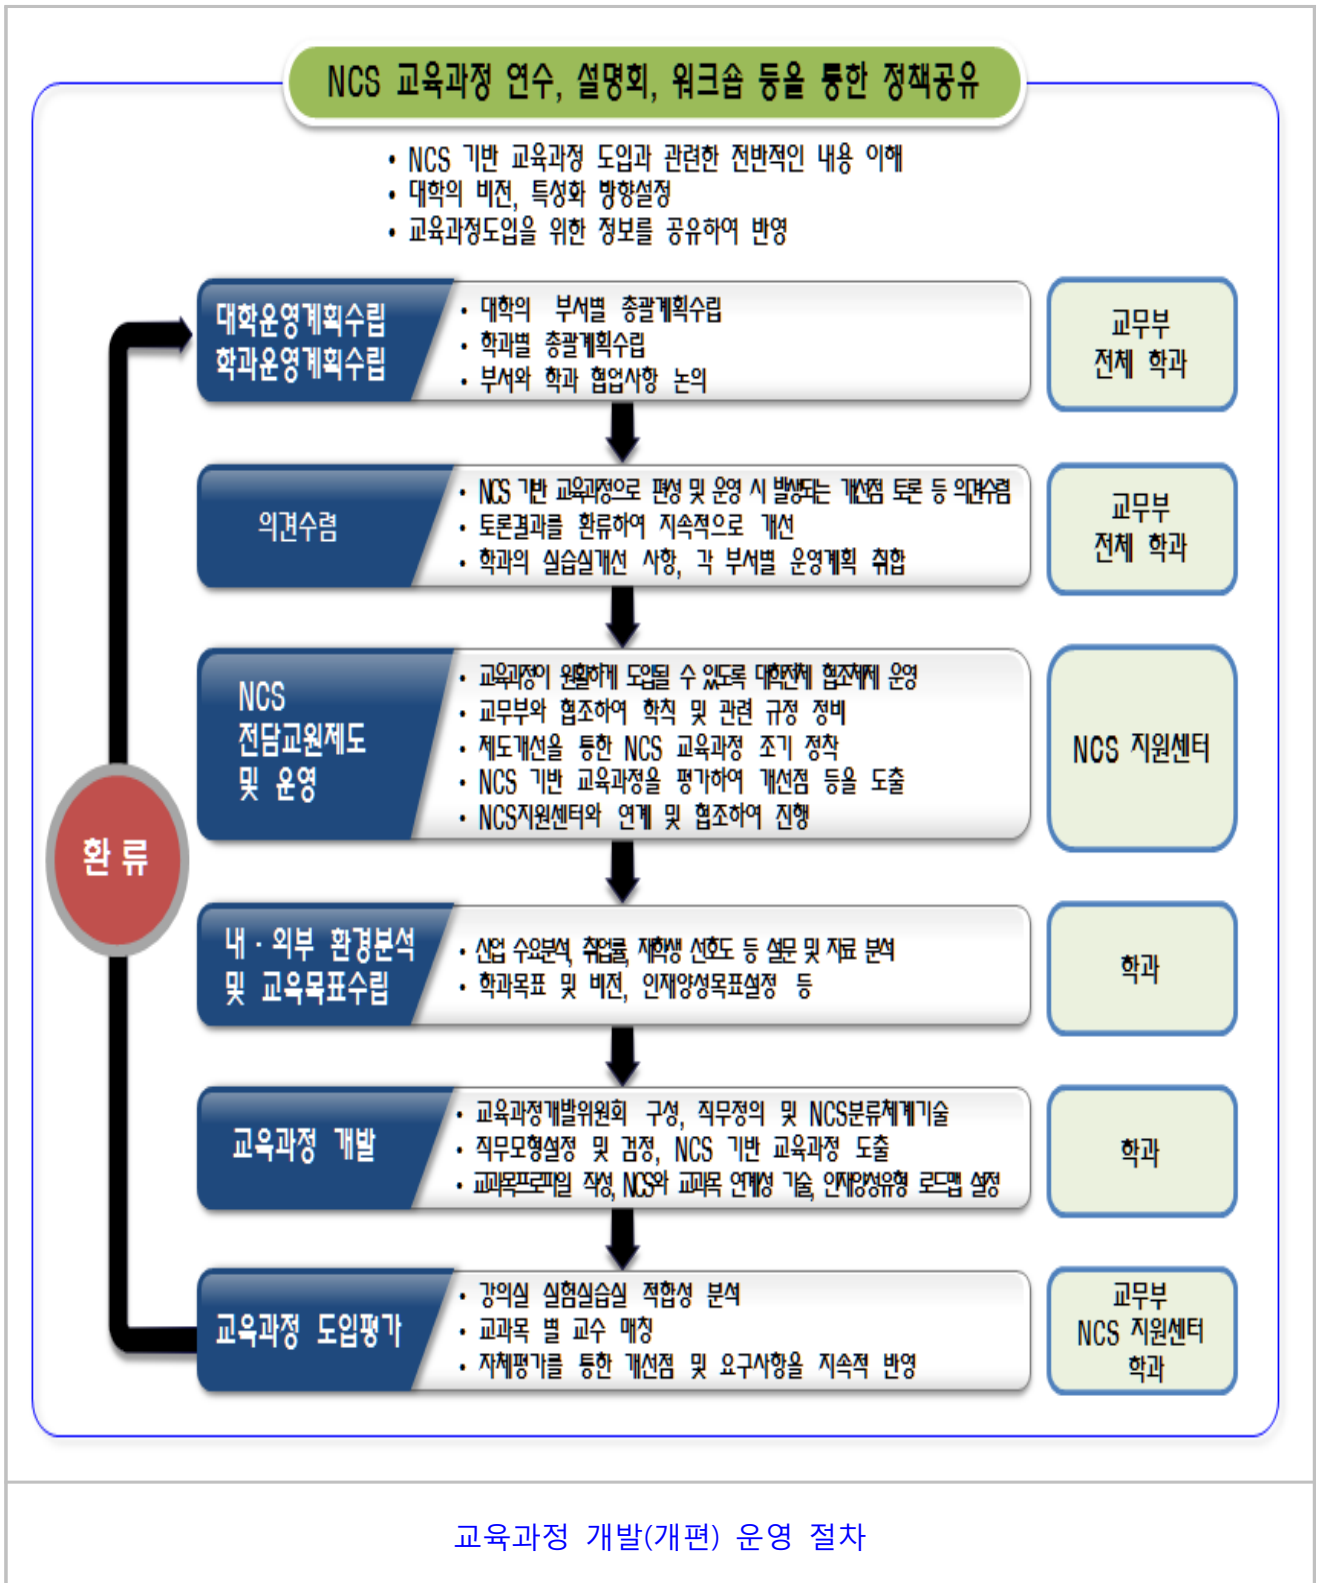 NCS 교육과정 연수, 설명회, 워크숍 등을 통한 정책공유
• NCS 기반 교육과정 도입과 관련한 전반적인 내용 이해
• 대학의 비전, 특성화 방향설정
• 교육과정도입을 위한 정보를 공유하여 반영
대학운영계획수립
학과운영계획수립
• 대학의 부서별 총괄계획수립
• 학과별 총괄계획수립
• 부서와 학과 협업사항 논의
교무부
전체 학과
의견수렴
• NCS 기반 교육과정으로 편성 및 운영 시 발생되는 개선점 토론 등 의견수렴
• 토론결과를 환류하여 지속적으로 개선
• 학과의 실습실개선 사항, 각 부서별 운영계획 취합
교무부
전체 학과
NCS
전담교원제도
및 운영
• 교육과정이 원활하게 도입될 수 있도록 대학전체 협조체제 운영
• 교무부와 협조하여 학칙 및 관련 규정 정비
• 제도개선을 통한 NCS 교육과정 조기 정착
• NCS 기반 교육과정을 평가하여 개선점 등을 도출
• NCS지원센터와 연계 및 협조하여 진행
NCS 지원센터
환 류
내 · 외부 환경분석
및 교육목표수립
• 산업 수요분석, 취업률, 재학생 선호도 등 설문 및 자료 분석
• 학과목표 및 비전, 인재양성목표설정 등
학과
교육과정 개발
• 교육과정개발위원회 구성, 직무정의 및 NCS분류체계기술
• 직무모형설정 및 검정, NCS 기반 교육과정 도출
• 교과목프로파일 작성, NCS와 교과목 연계성 기술, 인재양성유형 로드맵 설정
학과
교육과정 도입평가
• 강의실 실험실습실 적합성 분석
• 교과목 별 교수 매칭
• 자체평가를 통한 개선점 및 요구사항을 지속적 반영
교무부
NCS 지원센터
학과
교육과정 개발(개편) 운영 절차